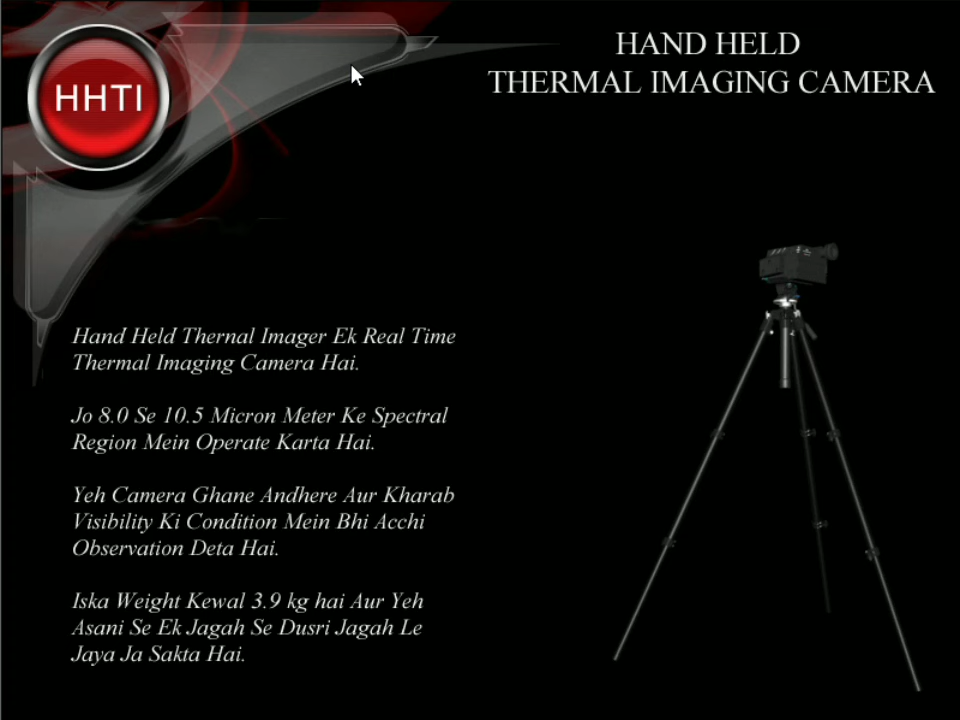 HHTI
HAND HELD
THERMAL IMAGING CAMERA
Hand Held Thernal Imager Ek Real Time
Thermal Imaging Camera Hai.
Jo 8.0 Se 10.5 Micron Meter Ke Spectral
Region Mein Operate Karta Hai.
Yeh Camera Ghane Andhere Aur Kharab
Visibility Ki Condition Mein Bhi Acchi
Observation Deta Hai.
Iska Weight Kewal 3.9 kg hai Aur Yeh
Asani Se Ek Jagah Se Dusri Jagah Le
Jaya Ja Sakta Hai.